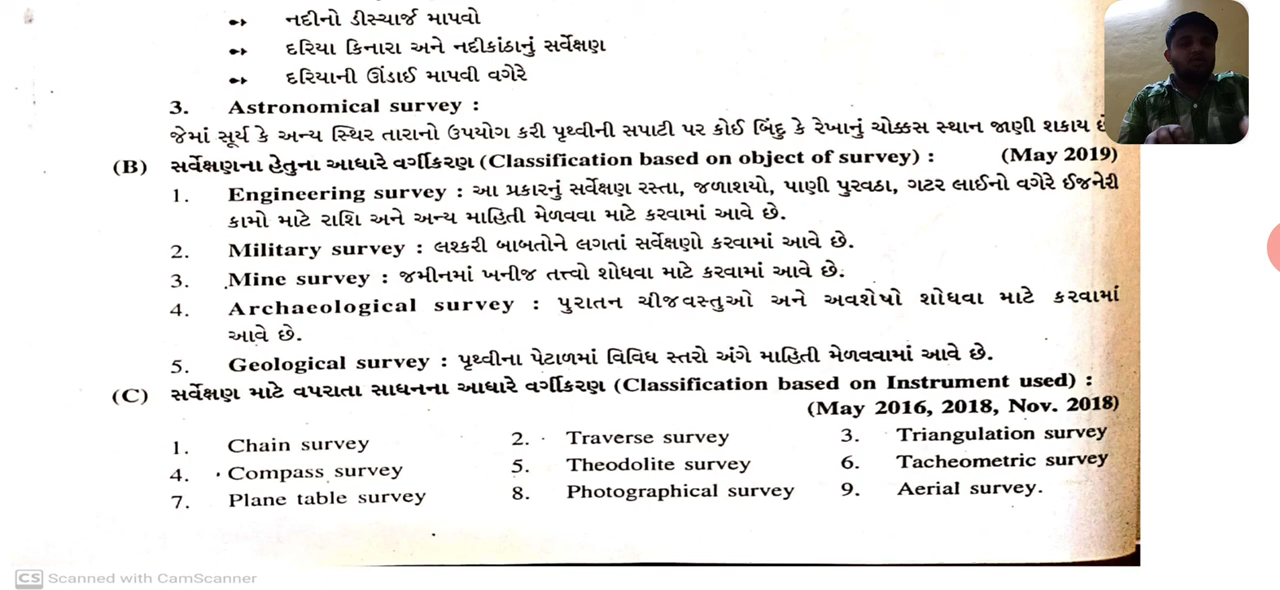 ➻ નદીનો ડીસ્ચાર્જ માપવો
➻ દરિયા કિનારા અને નદીકાંઠાનું સર્વેક્ષણ
➻ દરિયાની ઊંડાઈ માપવી વગેરે
3. Astronomical survey :
જેમાં સૂર્ય કે અન્ય સ્થિર તારાનો ઉપયોગ કરી પૃથ્વીની સપાટી પર કોઈ બિંદુ કે રેખાનું ચોક્કસ સ્થાન જાણી શકાય
(B) સર્વેક્ષણના હેતુના આધારે વર્ગીકરણ (Classification based on object of survey) : (May 2019)
1. Engineering survey : આ પ્રકારનું સર્વેક્ષણ રસ્તા, જળાશયો, પાણી પુરવઠા, ગટર લાઈનો વગેરે ઈજનેરી
કામો માટે રાશિ અને અન્ય માહિતી મેળવવા માટે કરવામાં આવે છે.
2. Military survey : લશ્કરી બાબતોને લગતાં સર્વેક્ષણો કરવામાં આવે છે.
3. Mine survey : જમીનમાં ખનીજ તત્ત્વો શોધવા માટે કરવામાં આવે છે.
4. Archaeological survey : પુરાતન ચીજવસ્તુઓ અને અવશેષો શોધવા માટે કરવામાં
આવે છે.
5. Geological survey : પૃથ્વીના પેટાળમાં વિવિધ સ્તરો અંગે માહિતી મેળવવામાં આવે છે.
(C) સર્વેક્ષણ માટે વપરાતા સાધનના આધારે વર્ગીકરણ (Classification based on Instrument used) :
(May 2016, 2018, Nov. 2018)
1. Chain survey 2. Traverse survey 3. Triangulation survey
4. Compass survey 5. Theodolite survey 6. Tacheometric survey
7. Plane table survey 8. Photographical survey 9. Aerial survey.
CS Scanned with CamScanner